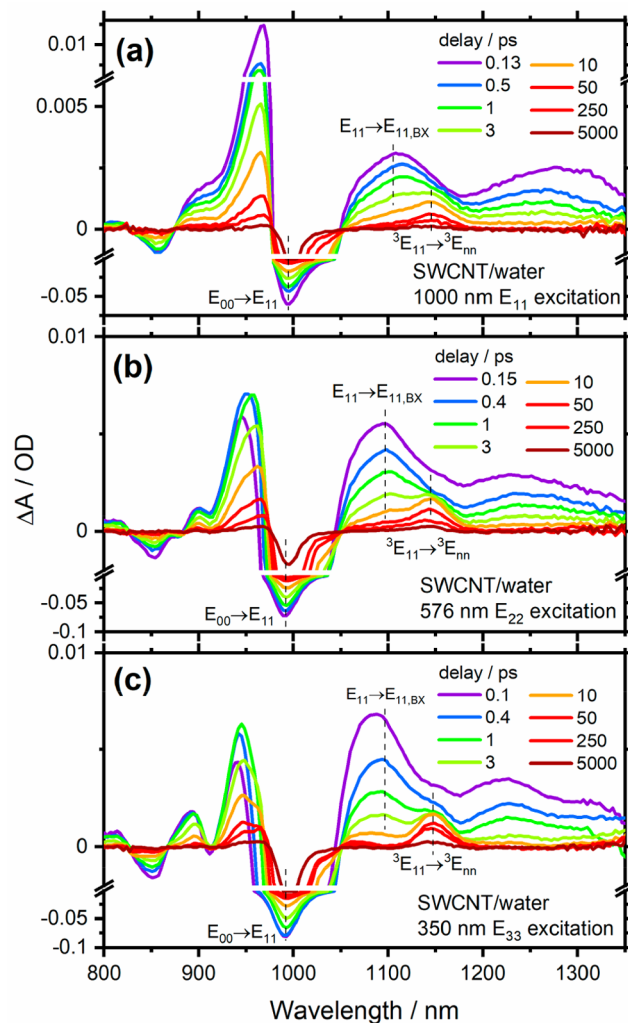 (a)
delay / ps
0.13 10
0.5 50
1 250
3 5000
0.01
0.005
0
-0.05
E₁₁→E₁₁,BX
³E₁₁→³Eₙₙ
E₀₀→E₁₁
SWCNT/water
1000 nm E₁₁ excitation
(b)
delay / ps
0.15 10
0.4 50
1 250
3 5000
0.01
0
-0.05
-0.1
E₁₁→E₁₁,BX
³E₁₁→³Eₙₙ
E₀₀→E₁₁
SWCNT/water
576 nm E₂₂ excitation
ΔA / OD
(c)
delay / ps
0.1 10
0.4 50
1 250
3 5000
0.01
0
-0.05
-0.1
E₁₁→E₁₁,BX
³E₁₁→³Eₙₙ
E₀₀→E₁₁
SWCNT/water
350 nm E₃₃ excitation
800 900 1000 1100 1200 1300
Wavelength / nm